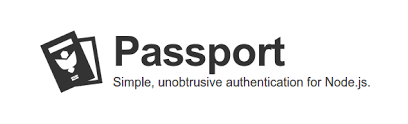 Passport
Simple, unobtrusive authentication for Node.js.